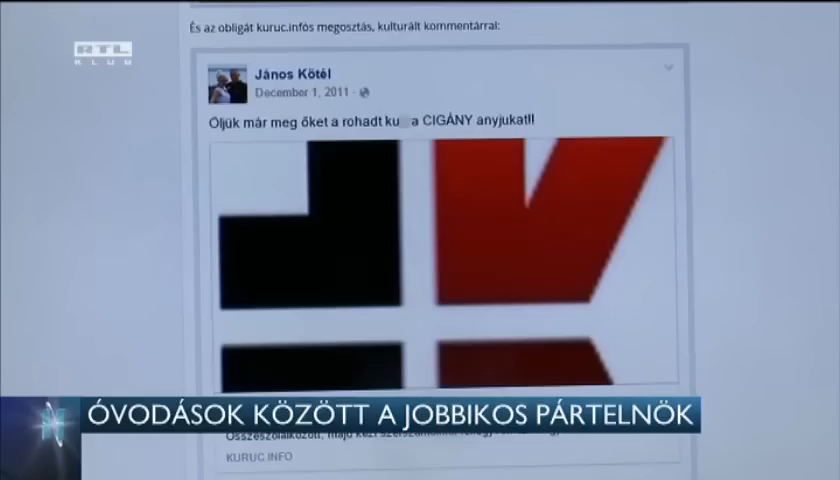 És az obligát kuruc.infós megosztás, kulturált kommentárral:
RTL
KLUB
János Kötél
December 1, 2011
Öljük már meg őket a rohadt ku a CIGÁNY anyjukat!!
ÓVODÁSOK KÖZÖTT A JOBBIKOS PÁRTELNÖK
KURUC.INFO